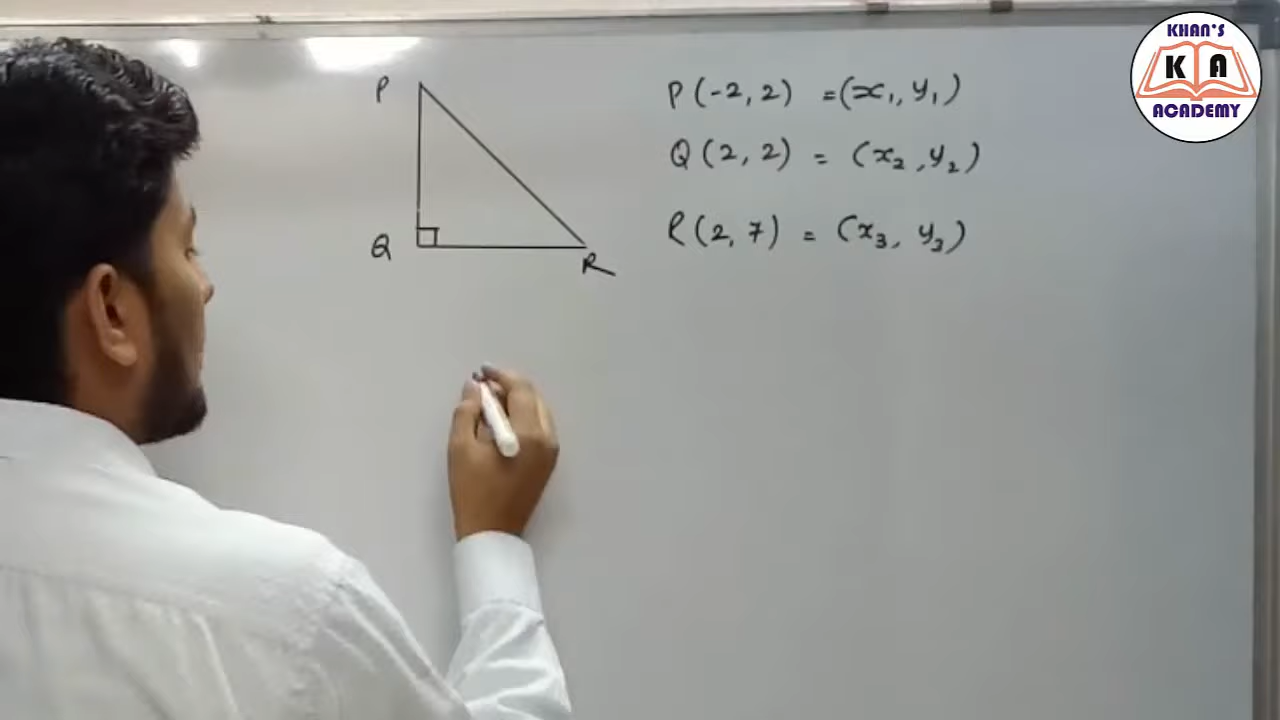 P
Q
R
P(-2, 2) = (x₁, y₁)
Q(2, 2) = (x₂, y₂)
R(2, 7) = (x₃, y₃)
KHAN'S
K A
ACADEMY